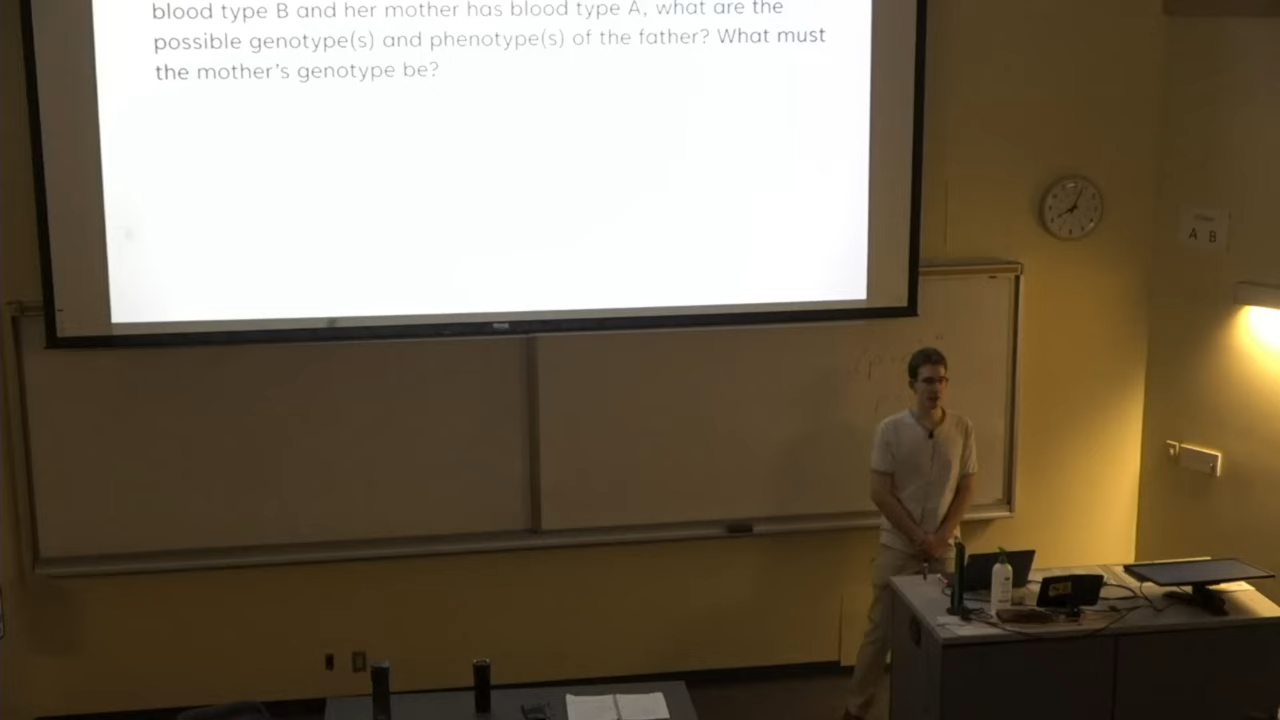 blood type B and her mother has blood type A, what are the
possible genotype(s) and phenotype(s) of the father? What must
the mother's genotype be?
A B